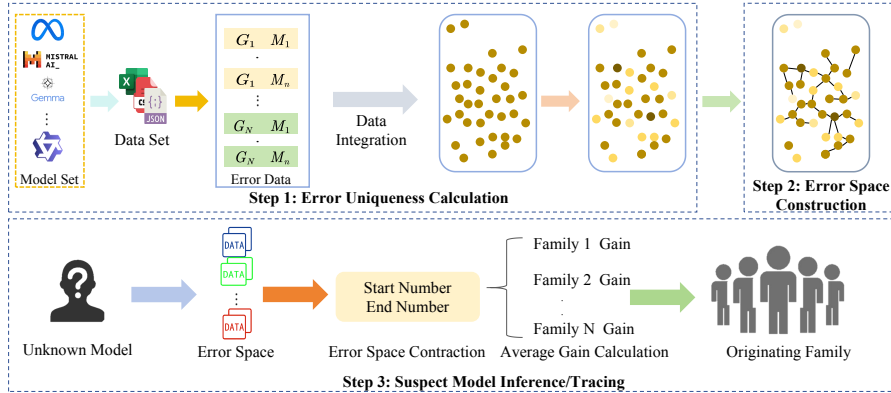 MISTRAL
AI_
Gemma
⋮
Model Set
X
CS
{;}
JSON
Data Set
G₁ M₁
.
G₁ Mₙ
⋮
G_N M₁
.
G_N Mₙ
Error Data
Data
Integration
Step 1: Error Uniqueness Calculation
Step 2: Error Space
Construction
?
Unknown Model
DATA
DATA
⋮
DATA
Error Space
Start Number
End Number
Error Space Contraction
Family 1 Gain
Family 2 Gain
.
.
Family N Gain
Average Gain Calculation
Originating Family
Step 3: Suspect Model Inference/Tracing